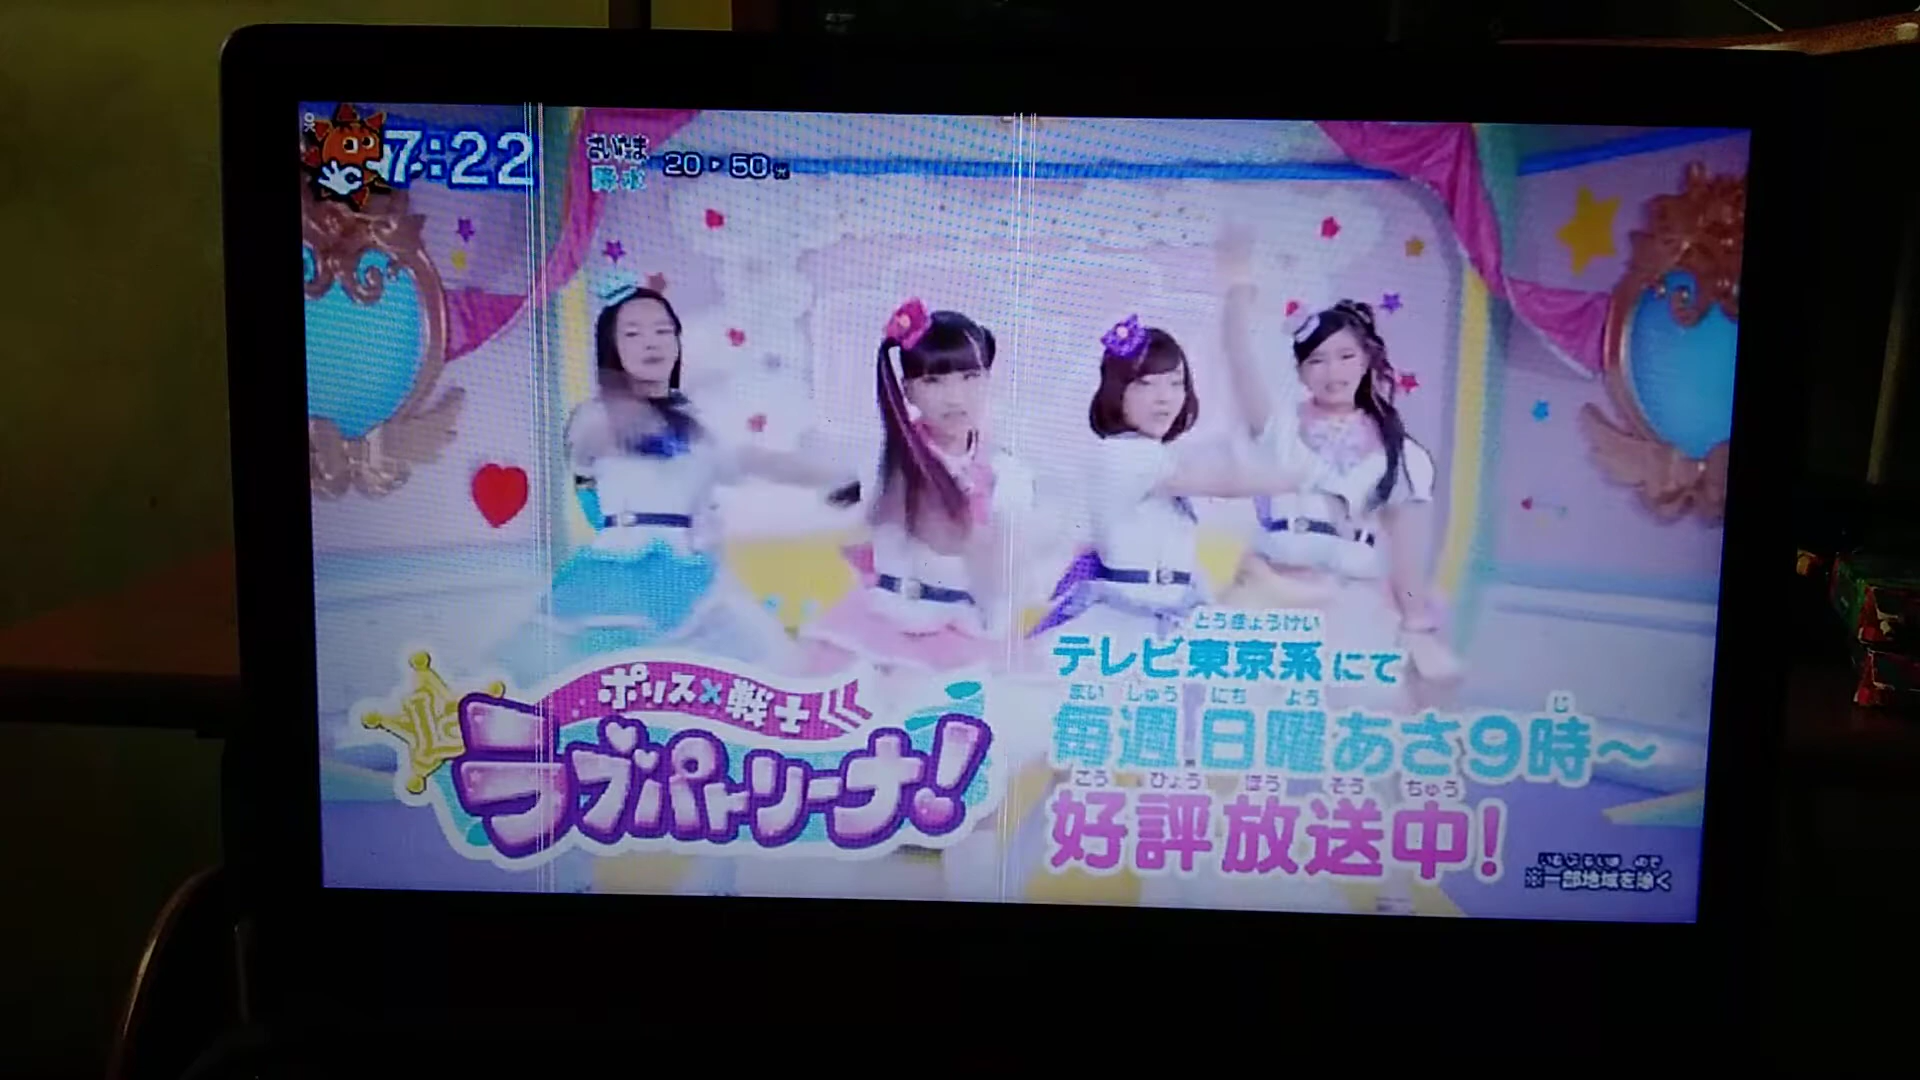 7:22
さいたま
降水
20 ▶ 50%
ポリス×戦士
ラブパトリーナ!
とうきょうけい
テレビ東京系にて
まい しゅう にち よう じ
毎週日曜あさ9時～
こう ひょう ほう そう ちゅう
好評放送中!
※一部地域を除く